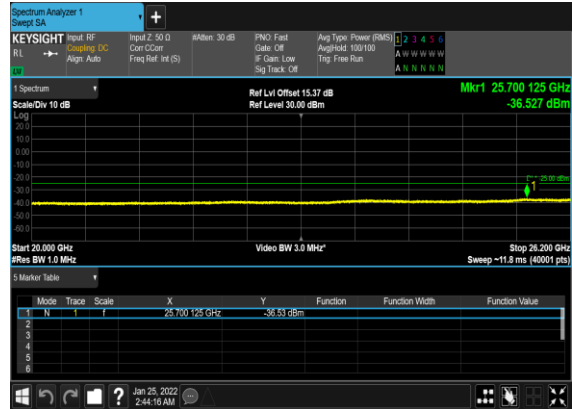 Spectrum Analyzer 1
Swept SA
+
KEYSIGHT Input: RF Input Z: 50 Ω #Atten: 30 dB PNO: Fast Avg Type: Power (RMS) 1 2 3 4 5 6
RL Coupling: DC Corr CCorr Gate: Off Avg|Hold: 100/100 A W W W W W
Align: Auto Freq Ref: Int (S) IF Gain: Low Trig: Free Run
Sig Track: Off A N N N N N
1 Spectrum Ref Lvl Offset 15.37 dB Mkr1 25.700 125 GHz
Scale/Div 10 dB Ref Level 30.00 dBm -36.527 dBm
Log
20.0
10.0
0.00
-10.0
-20.0 -25.00 dBm
-30.0 1
-40.0
-50.0
-60.0
Start 20.000 GHz Video BW 3.0 MHz* Stop 26.200 GHz
#Res BW 1.0 MHz Sweep ~11.8 ms (40001 pts)
5 Marker Table
Mode Trace Scale X Y Function Function Width Function Value
1 N 1 f 25.700 125 GHz -36.53 dBm
2
3
4
5
6
? Jan 25, 2022
2:44:16 AM